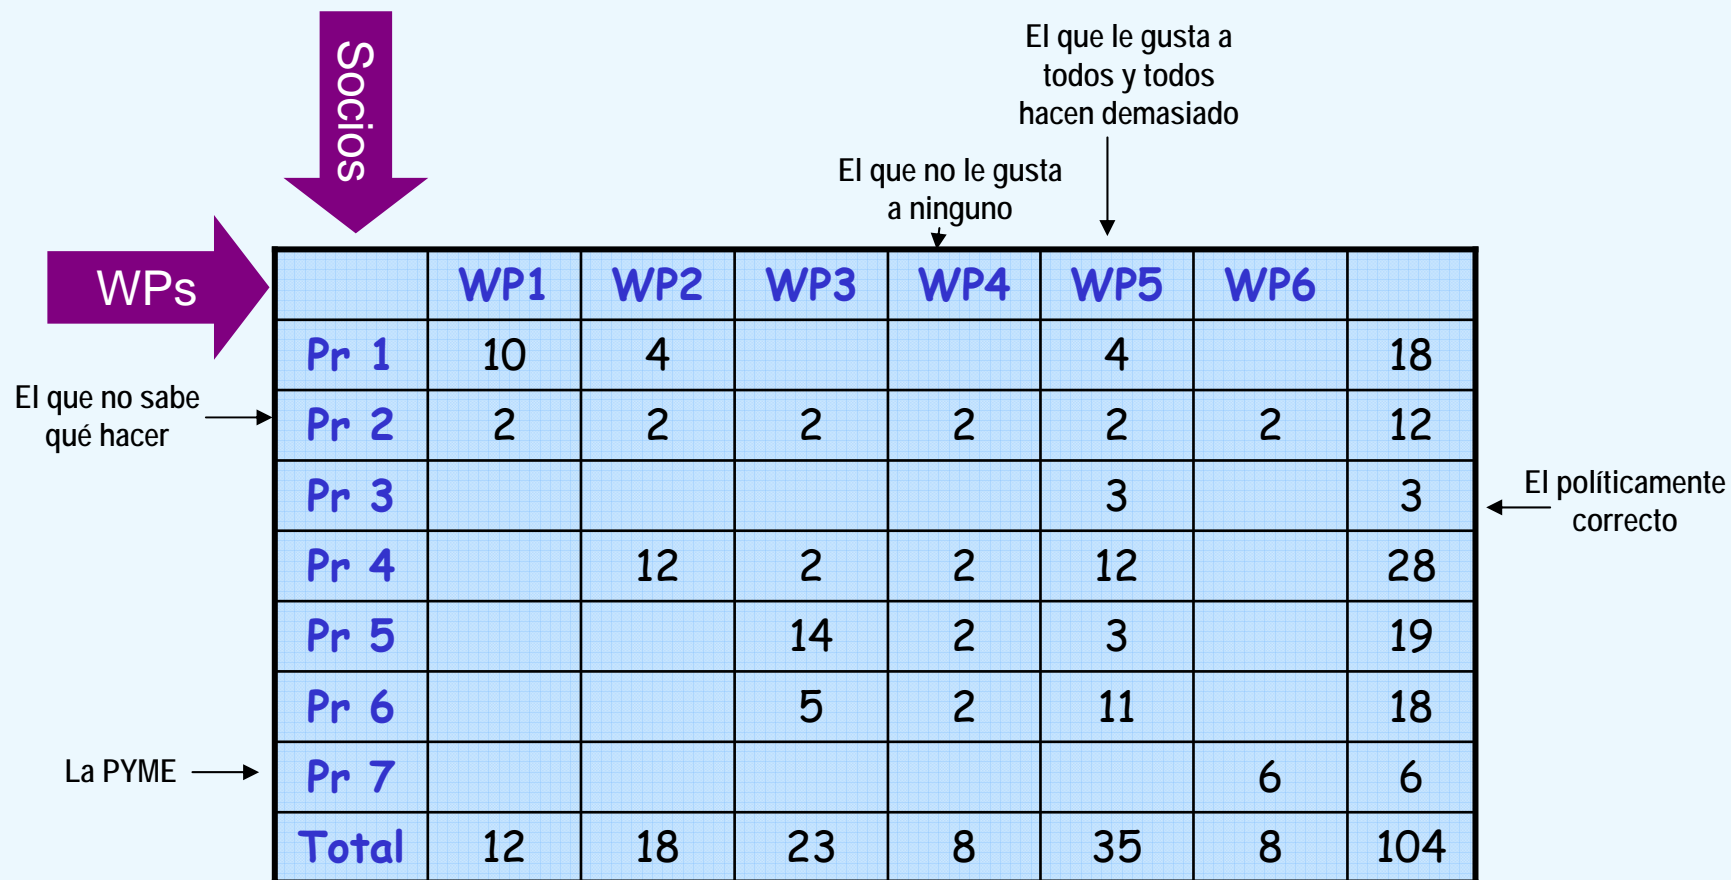 Socios
El que le gusta a
todos y todos
hacen demasiado
El que no le gusta
a ninguno
WPs
WP1 WP2 WP3 WP4 WP5 WP6
Pr 1 10 4 4 18
El que no sabe
qué hacer
Pr 2 2 2 2 2 2 2 12
Pr 3 3 3
El políticamente
correcto
Pr 4 12 2 2 12 28
Pr 5 14 2 3 19
Pr 6 5 2 11 18
La PYME
Pr 7 6 6
Total 12 18 23 8 35 8 104